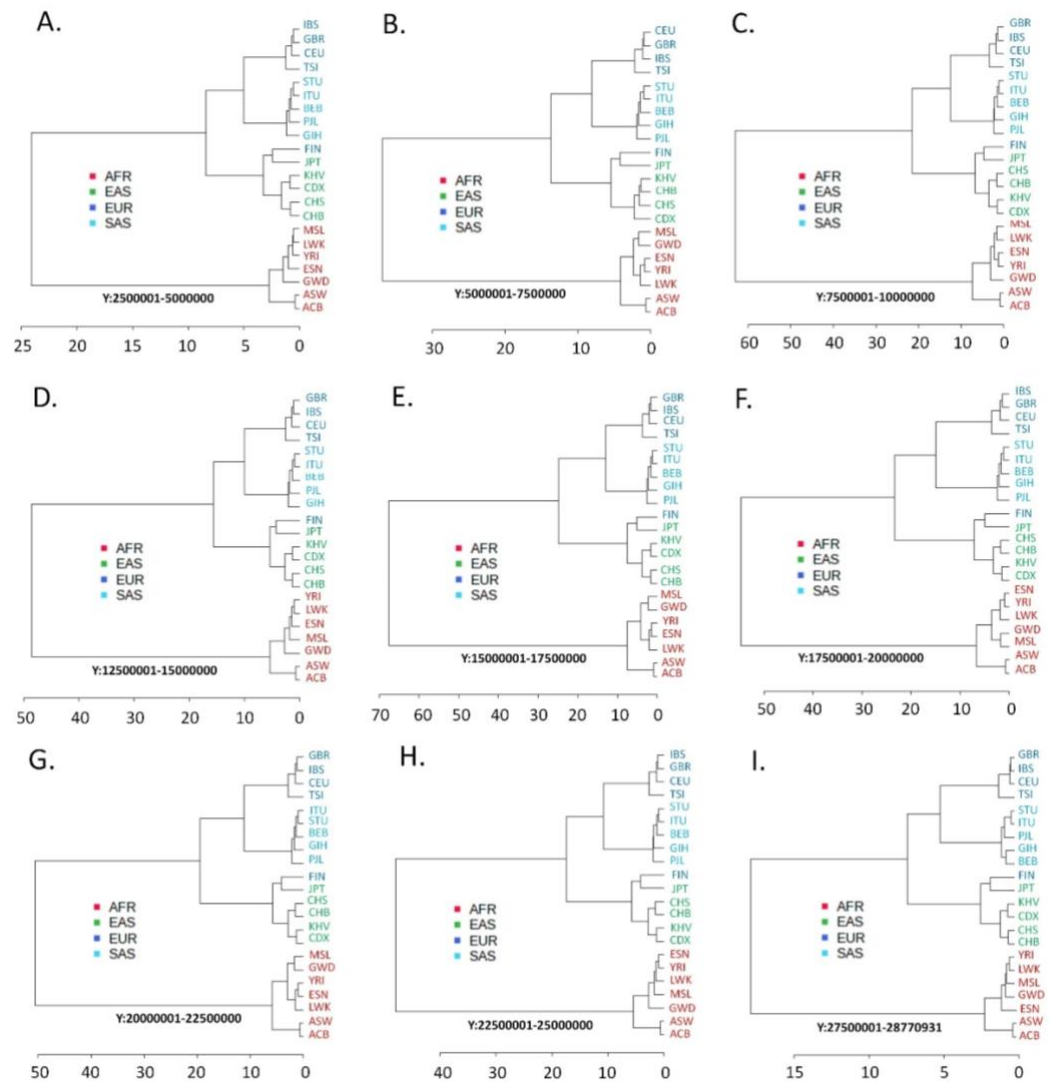 A.
IBS
GBR
CEU
TSI
STU
ITU
BEB
PJL
GIH
FIN
JPT
KHV
CDX
CHS
CHB
MSL
LWK
YRI
ESN
GWD
ASW
ACB
AFR
EAS
EUR
SAS
Y:2500001-5000000
25 20 15 10 5 0
B.
CEU
GBR
IBS
TSI
STU
ITU
BEB
GIH
PJL
FIN
JPT
KHV
CHB
CHS
CDX
MSL
GWD
ESN
YRI
LWK
ASW
ACB
AFR
EAS
EUR
SAS
Y:5000001-7500000
30 20 10 0
C.
GBR
IBS
CEU
TSI
STU
ITU
BEB
GIH
PJL
FIN
JPT
CHS
CHB
KHV
CDX
MSL
LWK
ESN
YRI
GWD
ASW
ACB
AFR
EAS
EUR
SAS
Y:7500001-10000000
60 50 40 30 20 10 0
D.
GBR
IBS
CEU
TSI
STU
ITU
BEB
PJL
GIH
FIN
JPT
KHV
CDX
CHS
CHB
YRI
LWK
ESN
MSL
GWD
ASW
ACB
AFR
EAS
EUR
SAS
Y:12500001-15000000
50 40 30 20 10 0
E.
GBR
IBS
CEU
TSI
STU
ITU
BEB
GIH
PJL
FIN
JPT
KHV
CDX
CHS
CHB
MSL
GWD
YRI
ESN
LWK
ASW
ACB
AFR
EAS
EUR
SAS
Y:15000001-17500000
70 60 50 40 30 20 10 0
F.
IBS
GBR
CEU
TSI
STU
ITU
BEB
GIH
PJL
FIN
JPT
CHS
CHB
KHV
CDX
ESN
YRI
LWK
GWD
MSL
ASW
ACB
AFR
EAS
EUR
SAS
Y:17500001-20000000
50 40 30 20 10 0
G.
GBR
IBS
CEU
TSI
ITU
STU
BEB
GIH
PJL
FIN
JPT
CHS
CHB
KHV
CDX
MSL
GWD
YRI
ESN
LWK
ASW
ACB
AFR
EAS
EUR
SAS
Y:20000001-22500000
50 40 30 20 10 0
H.
IBS
GBR
CEU
TSI
STU
ITU
BEB
GIH
PJL
FIN
JPT
CHS
CHB
KHV
CDX
ESN
YRI
LWK
MSL
GWD
ASW
ACB
AFR
EAS
EUR
SAS
Y:22500001-25000000
40 30 20 10 0
I.
GBR
IBS
CEU
TSI
STU
ITU
PJL
GIH
BEB
FIN
JPT
KHV
CDX
CHS
CHB
YRI
LWK
MSL
GWD
ESN
ASW
ACB
AFR
EAS
EUR
SAS
Y:27500001-28770931
15 10 5 0